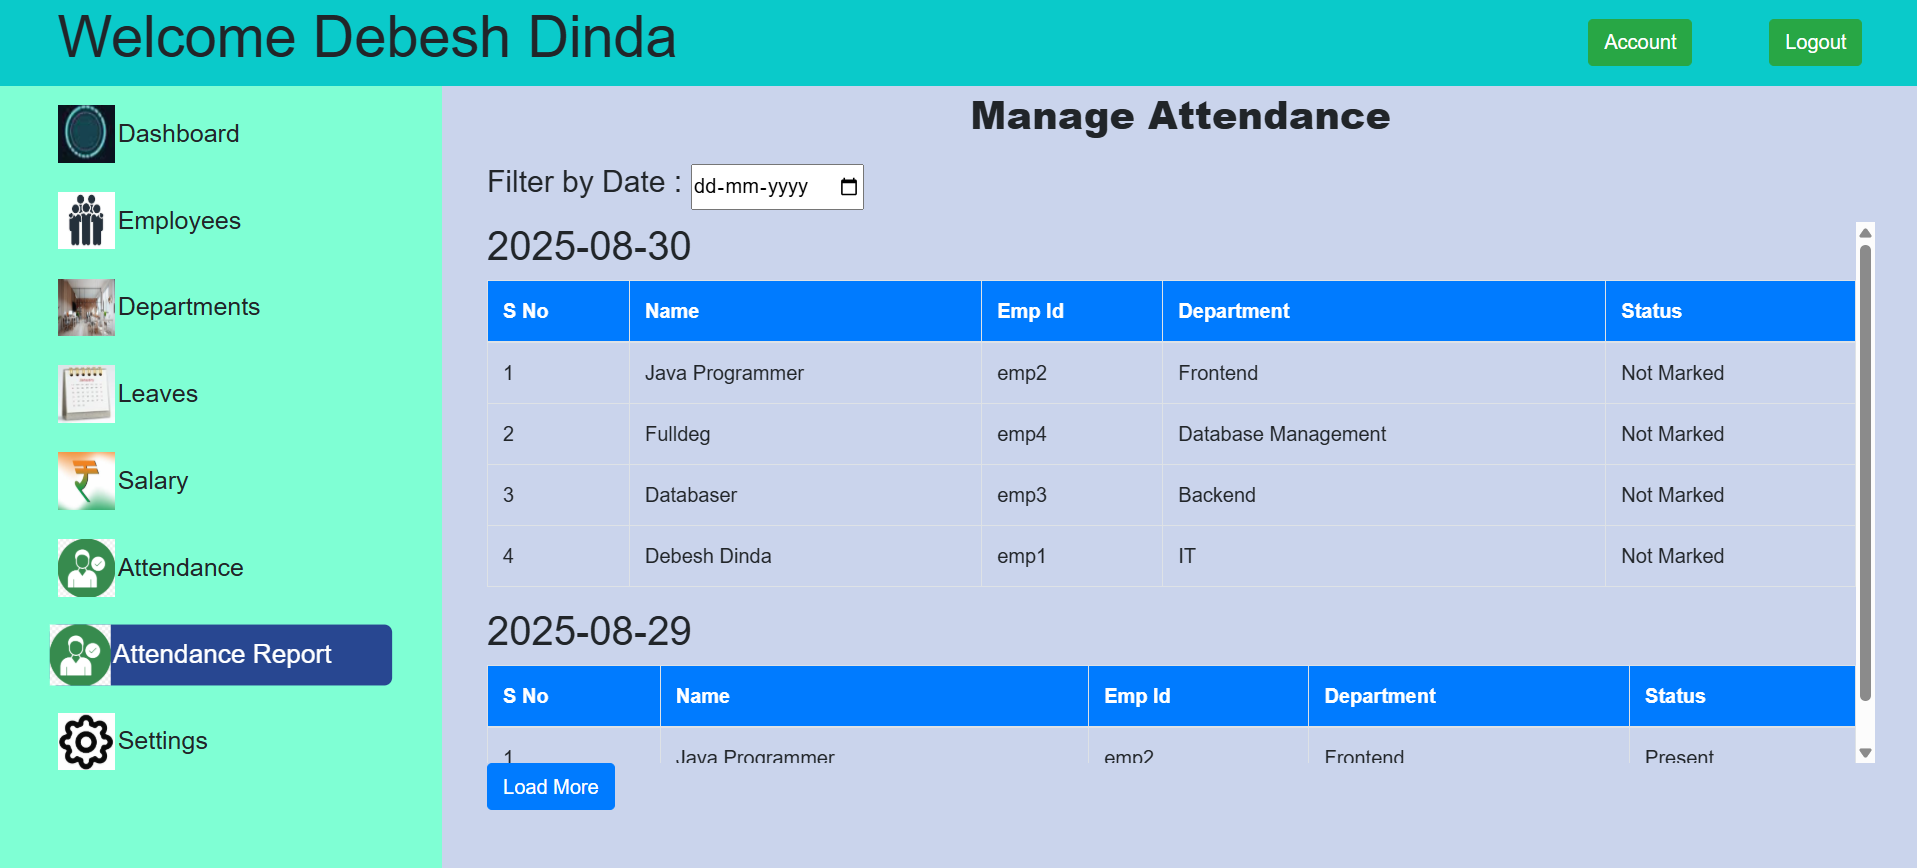 Welcome Debesh Dinda
Account
Logout
Dashboard
Employees
Departments
Leaves
Salary
Attendance
Attendance Report
Settings
Manage Attendance
Filter by Date : dd-mm-yyyy
2025-08-30
S No Name Emp Id Department Status
1 Java Programmer emp2 Frontend Not Marked
2 Fulldeg emp4 Database Management Not Marked
3 Databaser emp3 Backend Not Marked
4 Debesh Dinda emp1 IT Not Marked
2025-08-29
S No Name Emp Id Department Status
1 Java Programmer emp2 Frontend Present
Load More